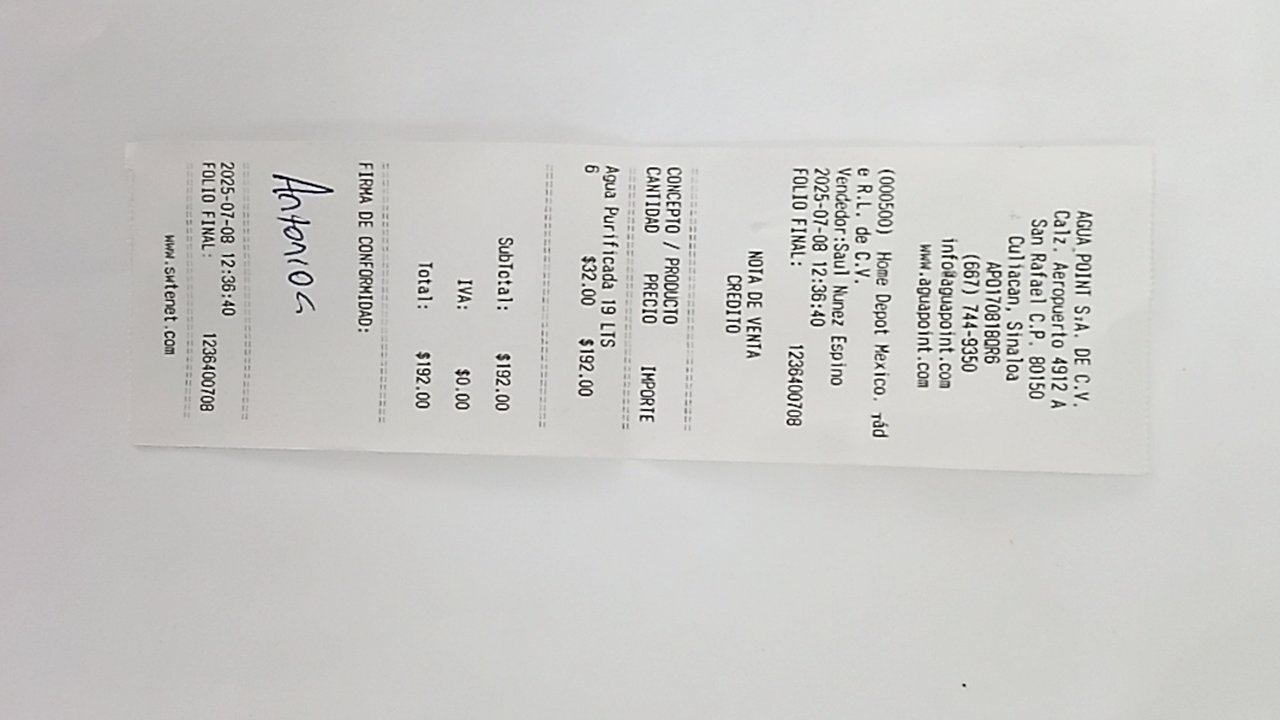 AGUA POINT S.A. DE C.V.
Calz. Aeropuerto 4912 A
San Rafael C.P. 80150
Culiacan, Sinaloa
APO170818QR6
(667) 744-9350
info@aguapoint.com
www.aguapoint.com
(000500) Home Depot Mexico.
e R.L. de C.V.
Vendedor:Saul Nunez Espino
2025-07-08 12:36:40
FOLIO FINAL: 1236400708
NOTA DE VENTA
CREDITO
CONCEPTO / PRODUCTO
CANTIDAD PRECIO IMPORTE
Agua Purificada 19 LTS
6 $32.00 $192.00
SubTotal: $192.00
IVA: $0.00
Total: $192.00
FIRMA DE CONFORMIDAD:
Antonio
2025-07-08 12:36:40
FOLIO FINAL: 1236400708
www.swtenet.com